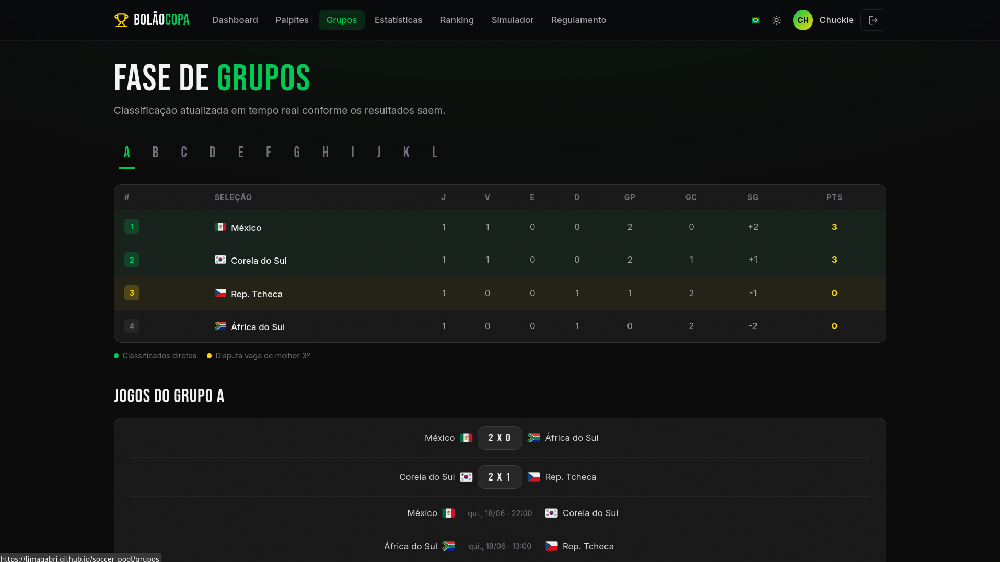 BOLÃOCOPA Dashboard Palpites Grupos Estatísticas Ranking Simulador Regulamento CH Chuckie
FASE DE GRUPOS
Classificação atualizada em tempo real conforme os resultados saem.
A B C D E F G H I J K L
# SELEÇÃO J V E D GP GC SG PTS
1 México 1 1 0 0 2 0 +2 3
2 Coreia do Sul 1 1 0 0 2 1 +1 3
3 Rep. Tcheca 1 0 0 1 1 2 -1 0
4 África do Sul 1 0 0 1 0 2 -2 0
Classificados diretos Disputa vaga de melhor 3º
JOGOS DO GRUPO A
México 2 X 0 África do Sul
Coreia do Sul 2 X 1 Rep. Tcheca
México qui., 18/06 · 22:00 Coreia do Sul
África do Sul qui., 18/06 · 13:00 Rep. Tcheca
https://limagabri.github.io/soccer-pool/grupos